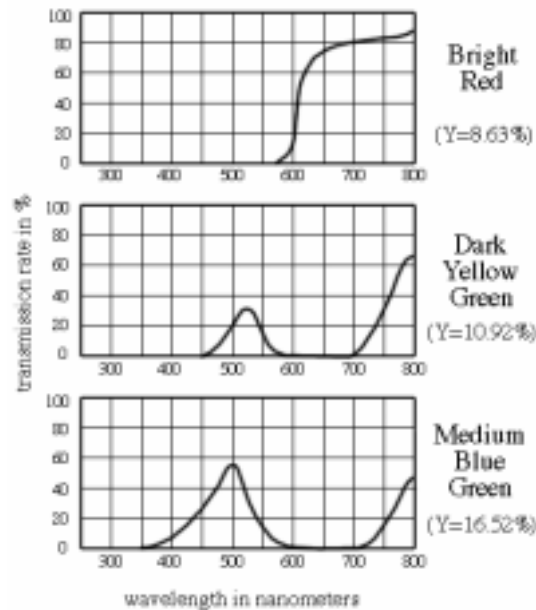 100
80
60
40
20
0
300 400 500 600 700 800
Bright
Red
(Y=8.63%)
transmission rate in %
100
80
60
40
20
0
300 400 500 600 700 800
Dark
Yellow
Green
(Y=10.92%)
100
80
60
40
20
0
300 400 500 600 700 800
Medium
Blue
Green
(Y=16.52%)
wavelength in nanometers